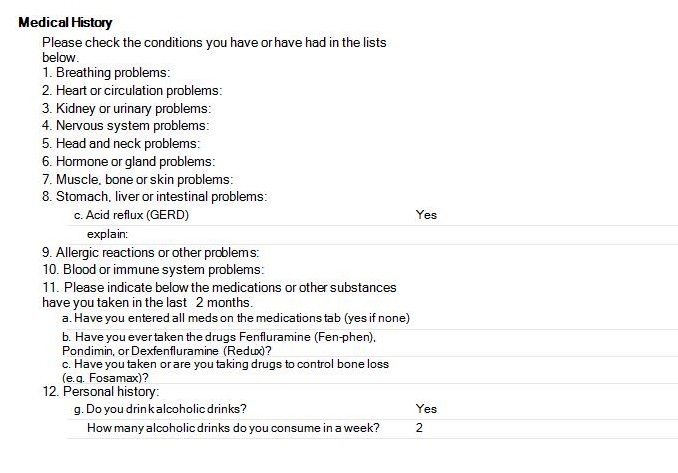 Medical History
Please check the conditions you have or have had in the lists
below.
1. Breathing problems:
2. Heart or circulation problems:
3. Kidney or urinary problems:
4. Nervous system problems:
5. Head and neck problems:
6. Hormone or gland problems:
7. Muscle, bone or skin problems:
8. Stomach, liver or intestinal problems:
c. Acid reflux (GERD) Yes
explain:
9. Allergic reactions or other problems:
10. Blood or immune system problems:
11. Please indicate below the medications or other substances
have you taken in the last 2 months.
a. Have you entered all meds on the medications tab (yes if none)
b. Have you ever taken the drugs Fenfluramine (Fen-phen),
Pondimin, or Dexfenfluramine (Redux)?
c. Have you taken or are you taking drugs to control bone loss
(e.g. Fosamax)?
12. Personal history:
g. Do you drink alcoholic drinks? Yes
How many alcoholic drinks do you consume in a week? 2